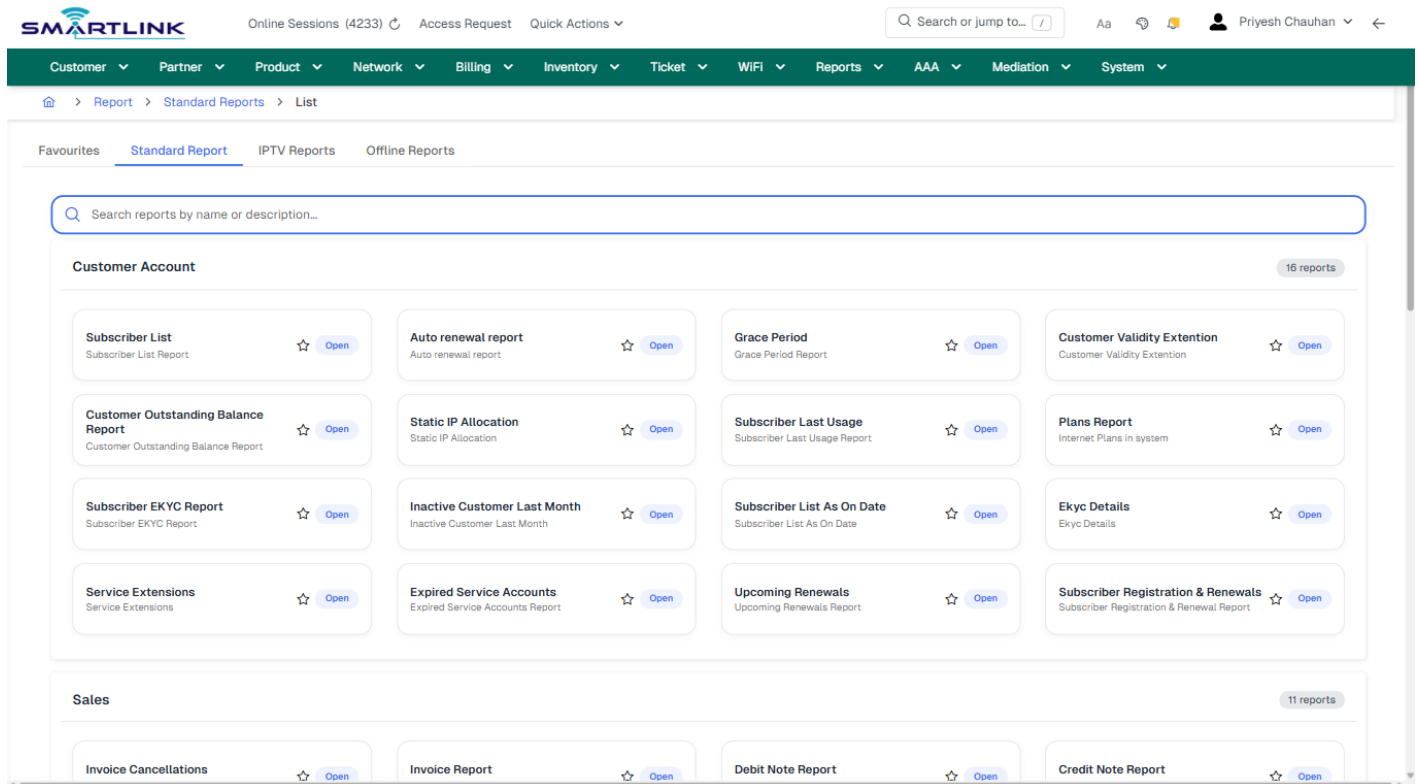 SMARTLINK
Online Sessions (4233) Access Request Quick Actions
Search or jump to... /
Aa
Priyesh Chauhan
Customer Partner Product Network Billing Inventory Ticket WiFi Reports AAA Mediation System
> Report > Standard Reports > List
Favourites Standard Report IPTV Reports Offline Reports
Search reports by name or description...
Customer Account 16 reports
Subscriber List
Subscriber List Report
Open
Auto renewal report
Auto renewal report
Open
Grace Period
Grace Period Report
Open
Customer Validity Extention
Customer Validity Extention
Open
Customer Outstanding Balance
Report
Customer Outstanding Balance Report
Open
Static IP Allocation
Static IP Allocation
Open
Subscriber Last Usage
Subscriber Last Usage Report
Open
Plans Report
Internet Plans in system
Open
Subscriber EKYC Report
Subscriber EKYC Report
Open
Inactive Customer Last Month
Inactive Customer Last Month
Open
Subscriber List As On Date
Subscriber List As On Date
Open
Ekyc Details
Ekyc Details
Open
Service Extensions
Service Extensions
Open
Expired Service Accounts
Expired Service Accounts Report
Open
Upcoming Renewals
Upcoming Renewals Report
Open
Subscriber Registration & Renewals
Subscriber Registration & Renewal Report
Open
Sales 11 reports
Invoice Cancellations
Open
Invoice Report
Open
Debit Note Report
Open
Credit Note Report
Open